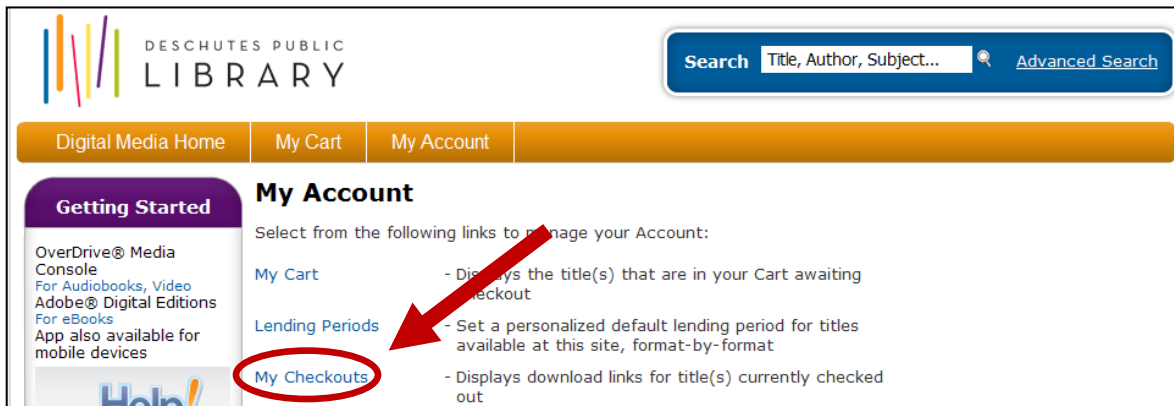 DESCHUTES PUBLIC
LIBRARY
Search Title, Author, Subject... Advanced Search
Digital Media Home My Cart My Account
Getting Started
OverDrive® Media
Console
For Audiobooks, Video
Adobe® Digital Editions
For eBooks
App also available for
mobile devices
Help!
My Account
Select from the following links to manage your Account:
My Cart - Displays the title(s) that are in your Cart awaiting
checkout
Lending Periods - Set a personalized default lending period for titles
available at this site, format-by-format
My Checkouts - Displays download links for title(s) currently checked
out